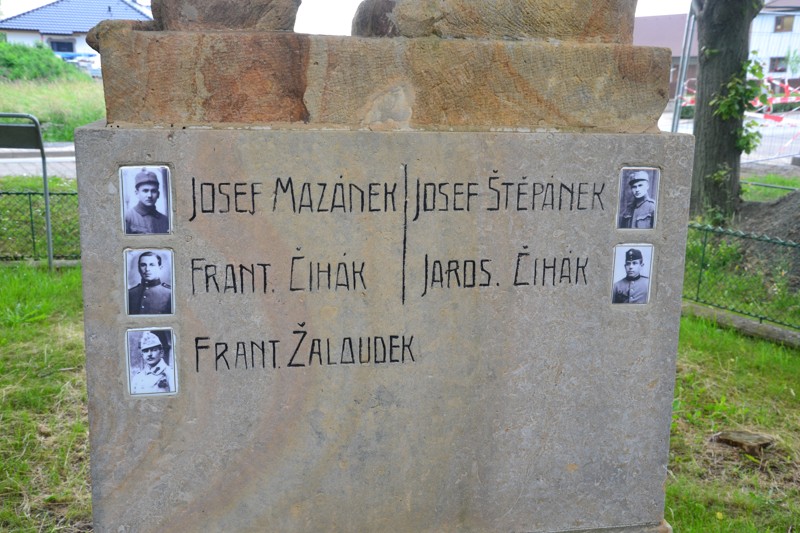 JOSEF MAZÁNEK JOSEF ŠTĚPÁNEK
FRANT. ČIHÁK JAROS. ČIHÁK
FRANT. ŽALOUDEK